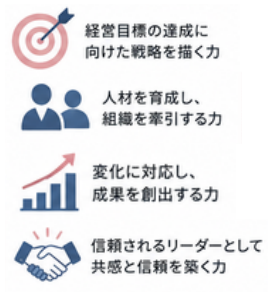 経営目標の達成に
向けた戦略を描く力
人材を育成し、
組織を牽引する力
変化に対応し、
成果を創出する力
信頼されるリーダーとして
共感と信頼を築く力